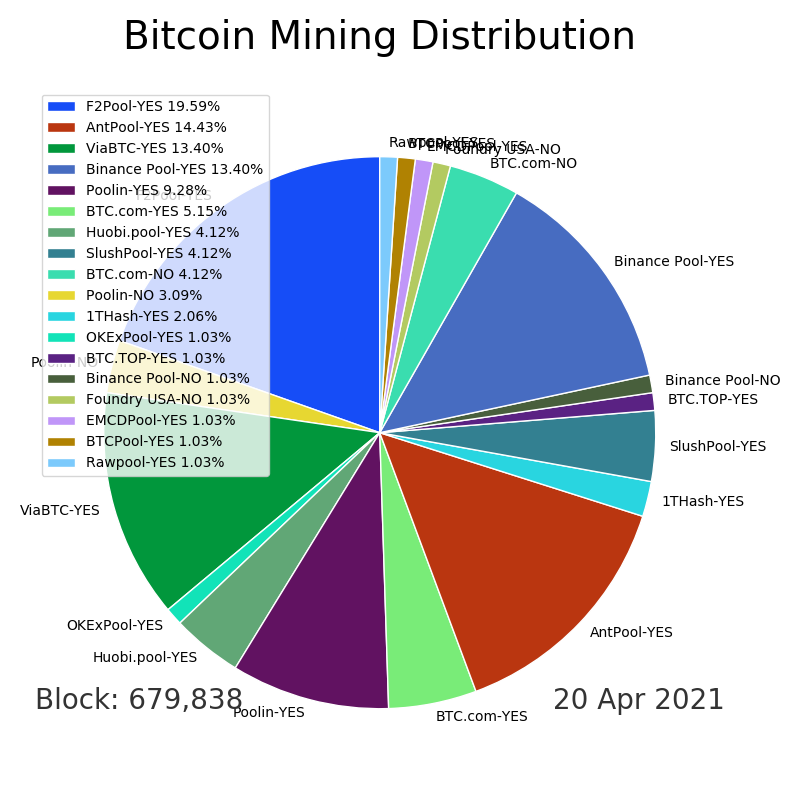 Bitcoin Mining Distribution
F2Pool-YES 19.59%
AntPool-YES 14.43%
ViaBTC-YES 13.40%
Binance Pool-YES 13.40%
Poolin-YES 9.28%
BTC.com-YES 5.15%
Huobi.pool-YES 4.12%
SlushPool-YES 4.12%
BTC.com-NO 4.12%
Poolin-NO 3.09%
1THash-YES 2.06%
OKExPool-YES 1.03%
BTC.TOP-YES 1.03%
Binance Pool-NO 1.03%
Foundry USA-NO 1.03%
EMCDPool-YES 1.03%
BTCPool-YES 1.03%
Rawpool-YES 1.03%
Rawpool-YES
BTCPool-YES
EMCDPool-YES
Foundry USA-NO
BTC.com-NO
F2Pool-YES
Binance Pool-YES
Poolin-NO
Binance Pool-NO
BTC.TOP-YES
SlushPool-YES
1THash-YES
ViaBTC-YES
OKExPool-YES
AntPool-YES
Huobi.pool-YES
Poolin-YES
BTC.com-YES
Block: 679,838
20 Apr 2021